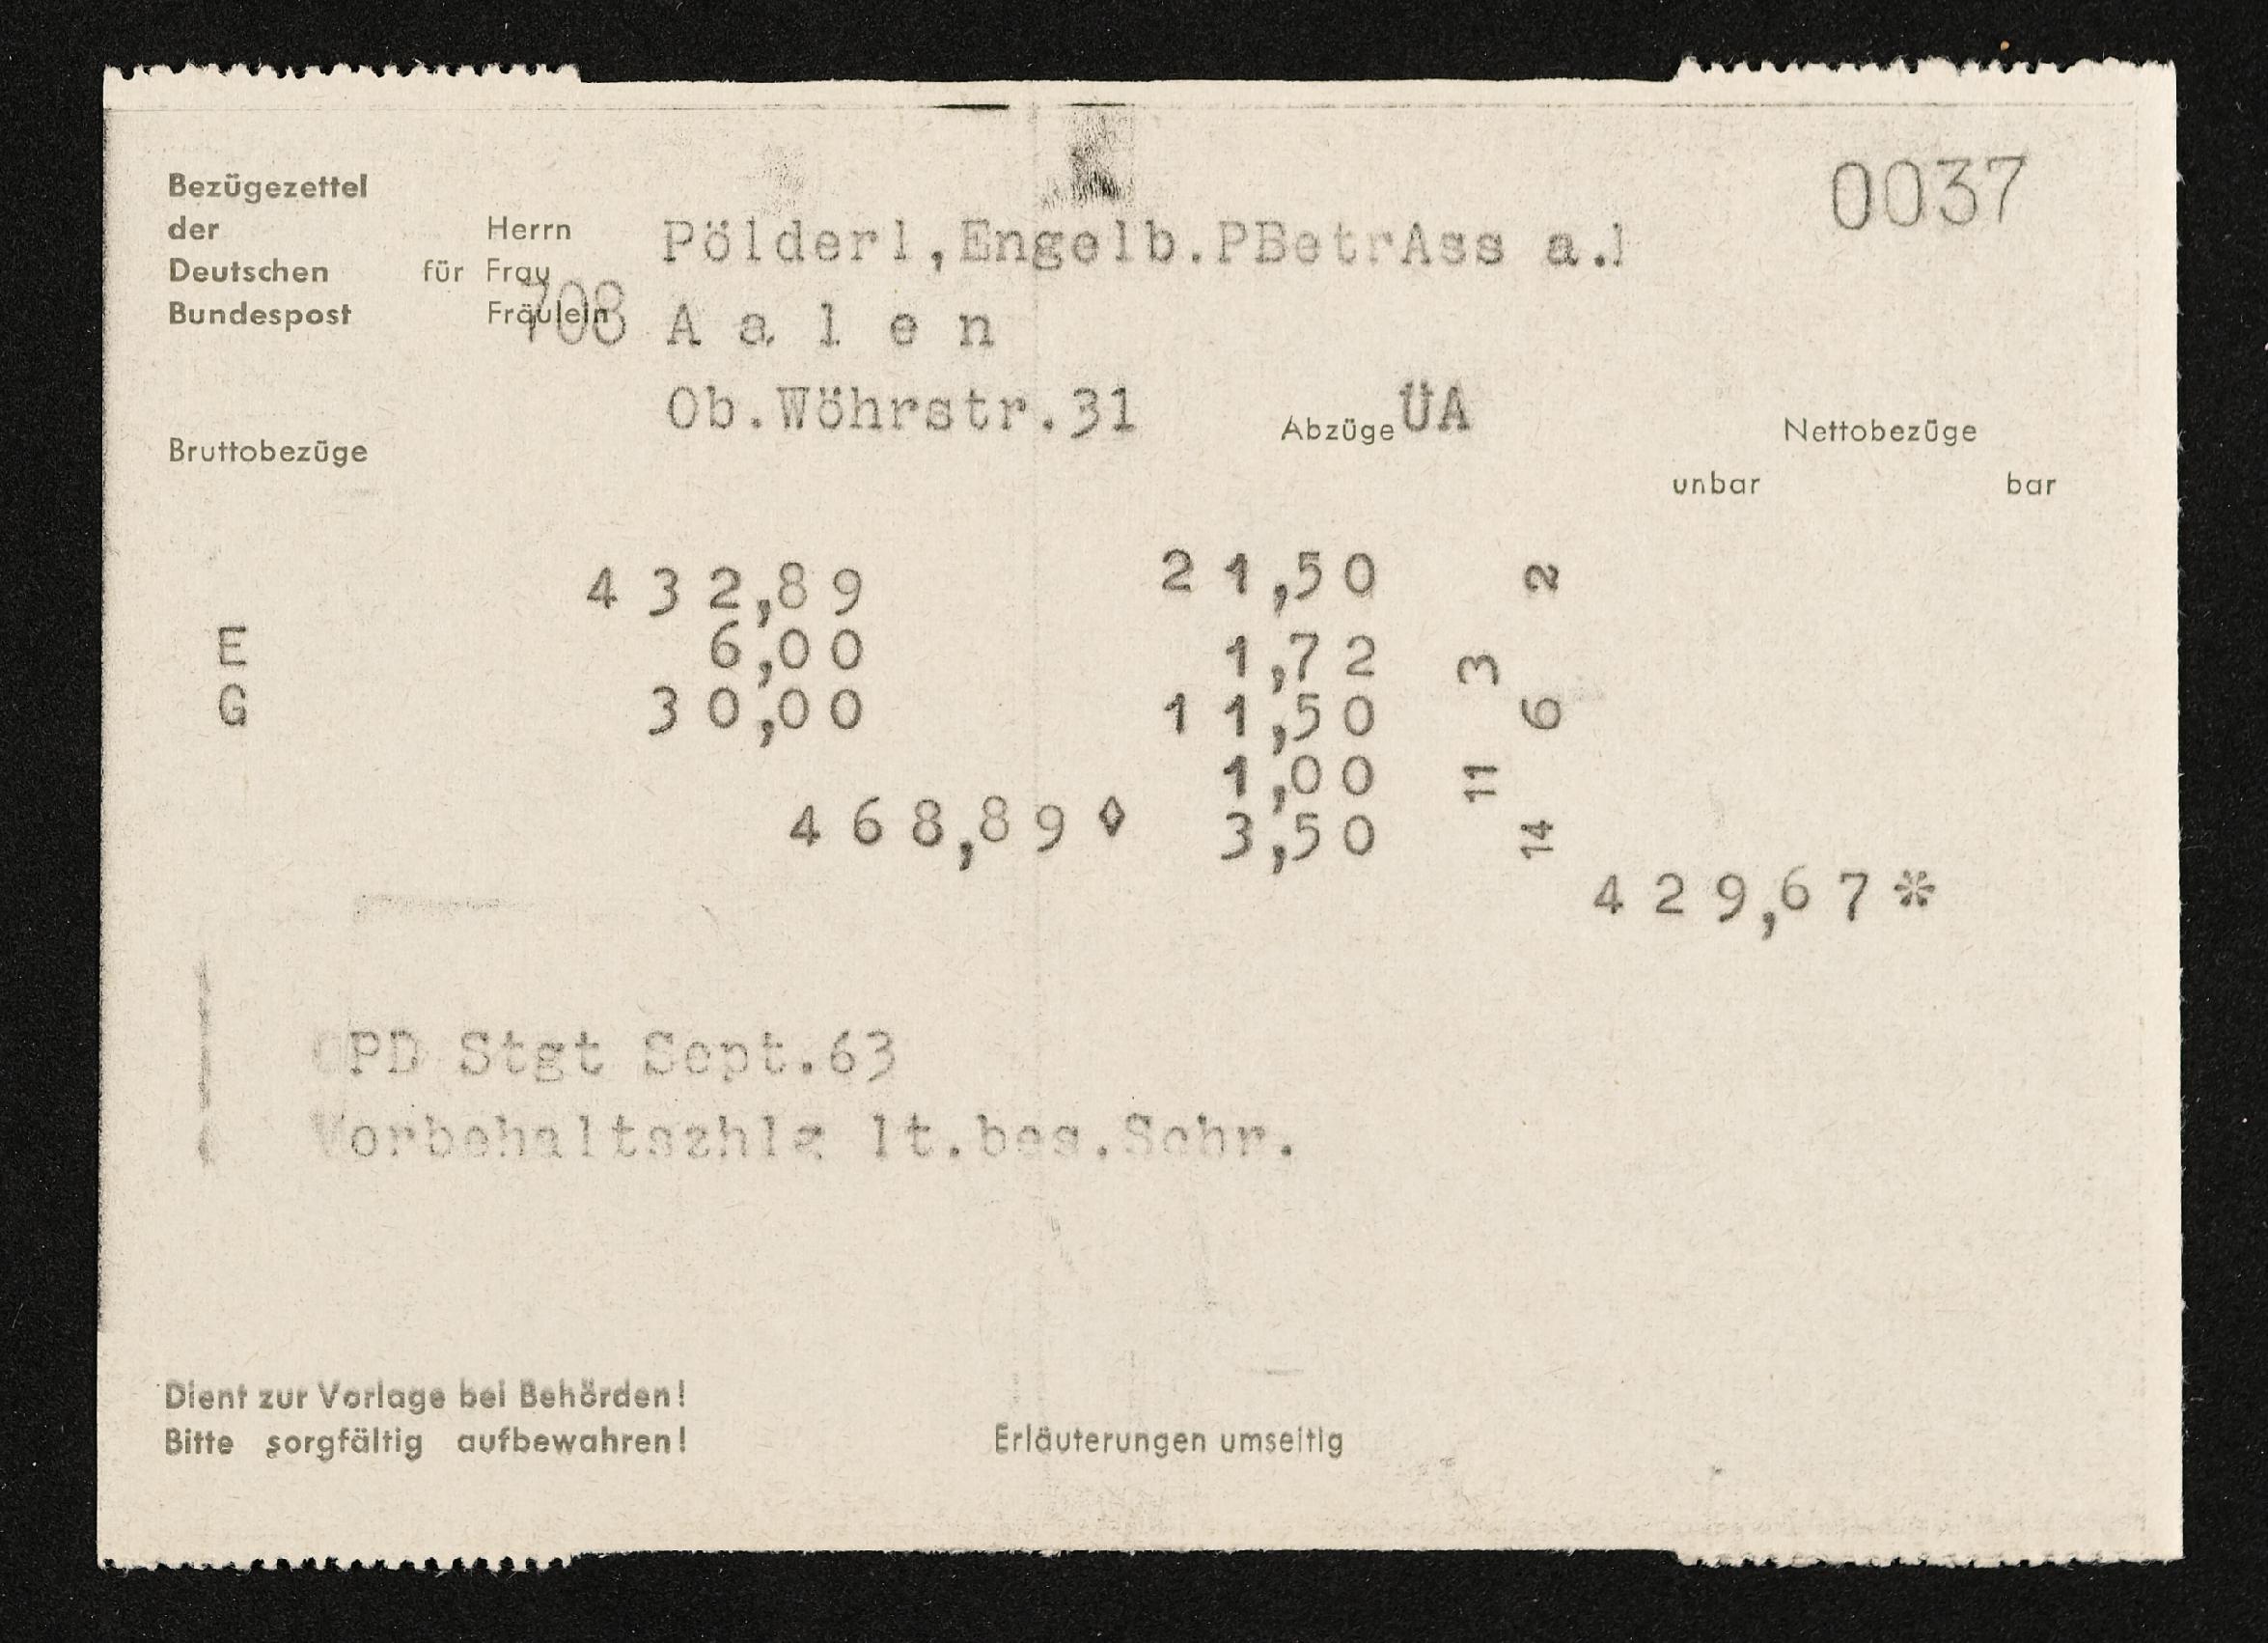 0037
Bezügezettel
der Herrn Pölderl,Engelb.PBetrAss a.
Deutschen für Frau
Bundespost Fräulein 708 A a l e n
Ob.Wöhrstr.31 Abzüge ÜA Nettobezüge
Bruttobezüge
unbar bar
432,89 21,50 2
E 6,00 1,72 3
G 30,00 11,50 6
1,00 11
468,89 ◊ 3,50 14
429,67*
OPD Stgt Sept.63
Vorbehaltszhlg lt.bes.Schr.
Dient zur Vorlage bei Behörden!
Bitte sorgfältig aufbewahren! Erläuterungen umseitig